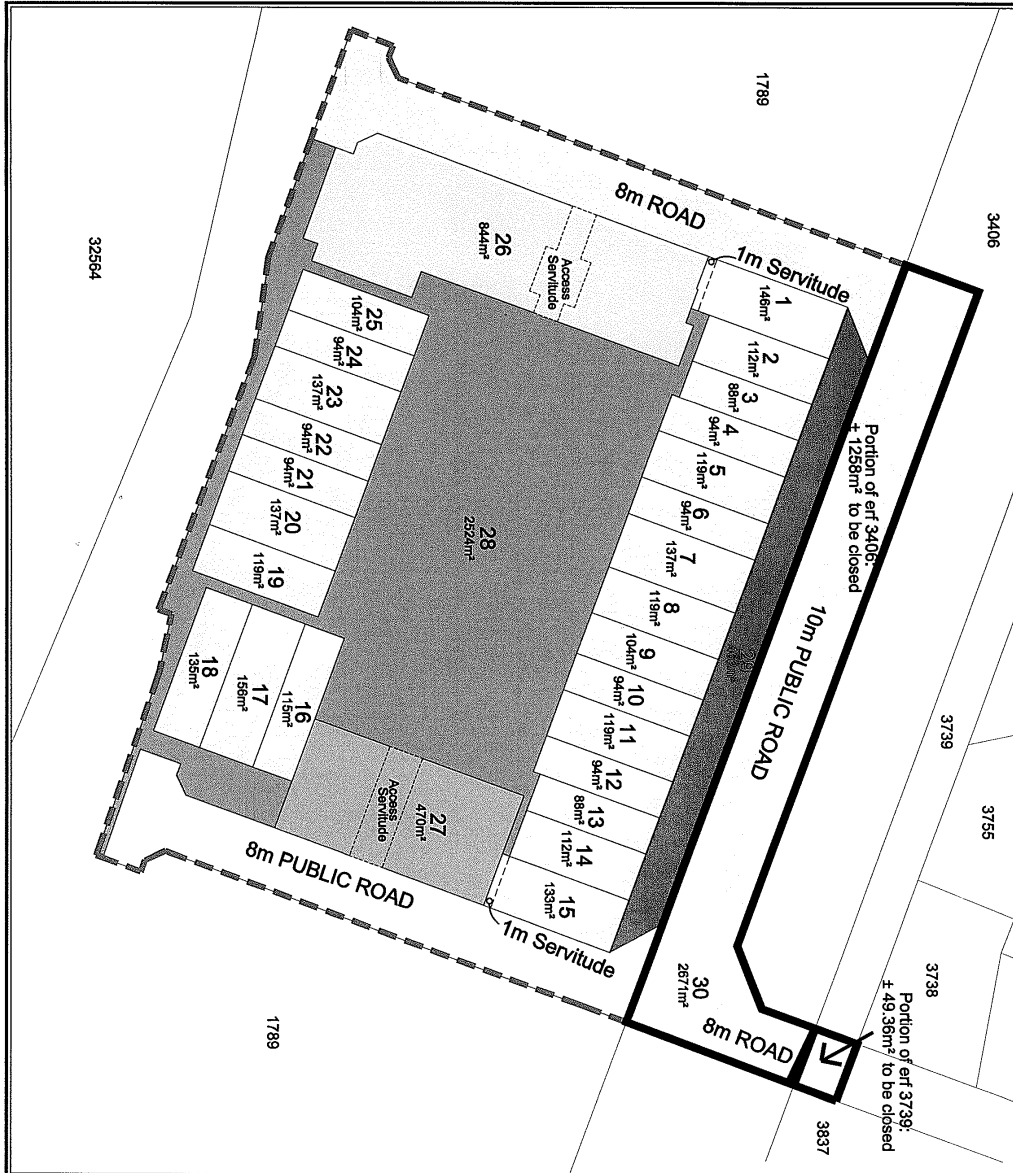 1789
3406
8m ROAD
1m Servitude
32564
26
844m²
Access
Servitude
1
146m²
2
112m²
3
88m²
4
94m²
5
119m²
6
94m²
7
137m²
8
119m²
9
104m²
10
94m²
11
119m²
12
94m²
13
88m²
14
112m²
15
133m²
Portion of erf 3406:
± 1258m² to be closed
10m PUBLIC ROAD
25
104m²
24
94m²
23
137m²
22
94m²
21
94m²
20
137m²
19
119m²
28
2524m²
18
135m²
17
156m²
16
115m²
27
470m²
Access
Servitude
8m PUBLIC ROAD
1m Servitude
3739
3755
3738
30
2671m²
8m ROAD
Portion of erf 3739:
± 49.36m² to be closed
3837
1789